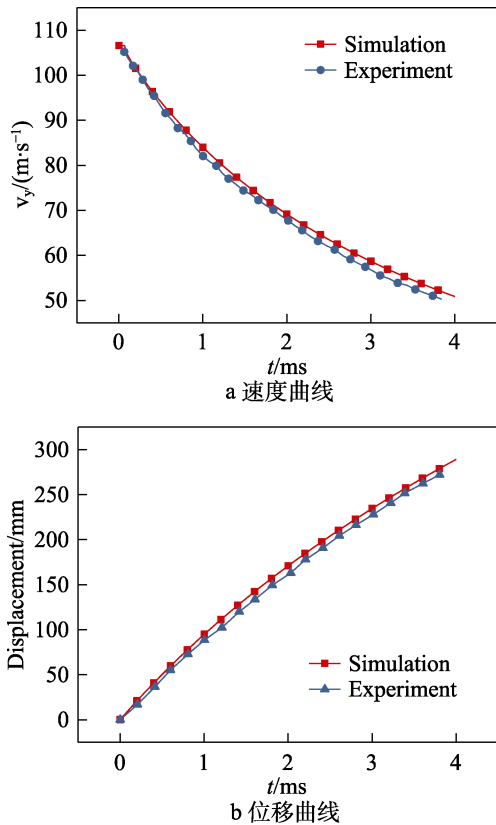 110
100
90
80
70
60
50
v_y/(m·s⁻¹)
Simulation
Experiment
0 1 2 3 4
t/ms
a 速度曲线
300
250
200
150
100
50
0
Displacement/mm
Simulation
Experiment
0 1 2 3 4
t/ms
b 位移曲线